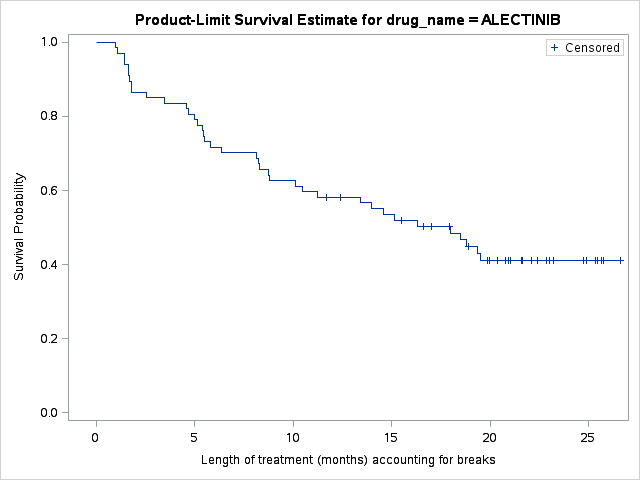 Product-Limit Survival Estimate for drug_name = ALECTINIB
+ Censored
1.0
0.8
0.6
0.4
0.2
0.0
Survival Probability
0 5 10 15 20 25
Length of treatment (months) accounting for breaks